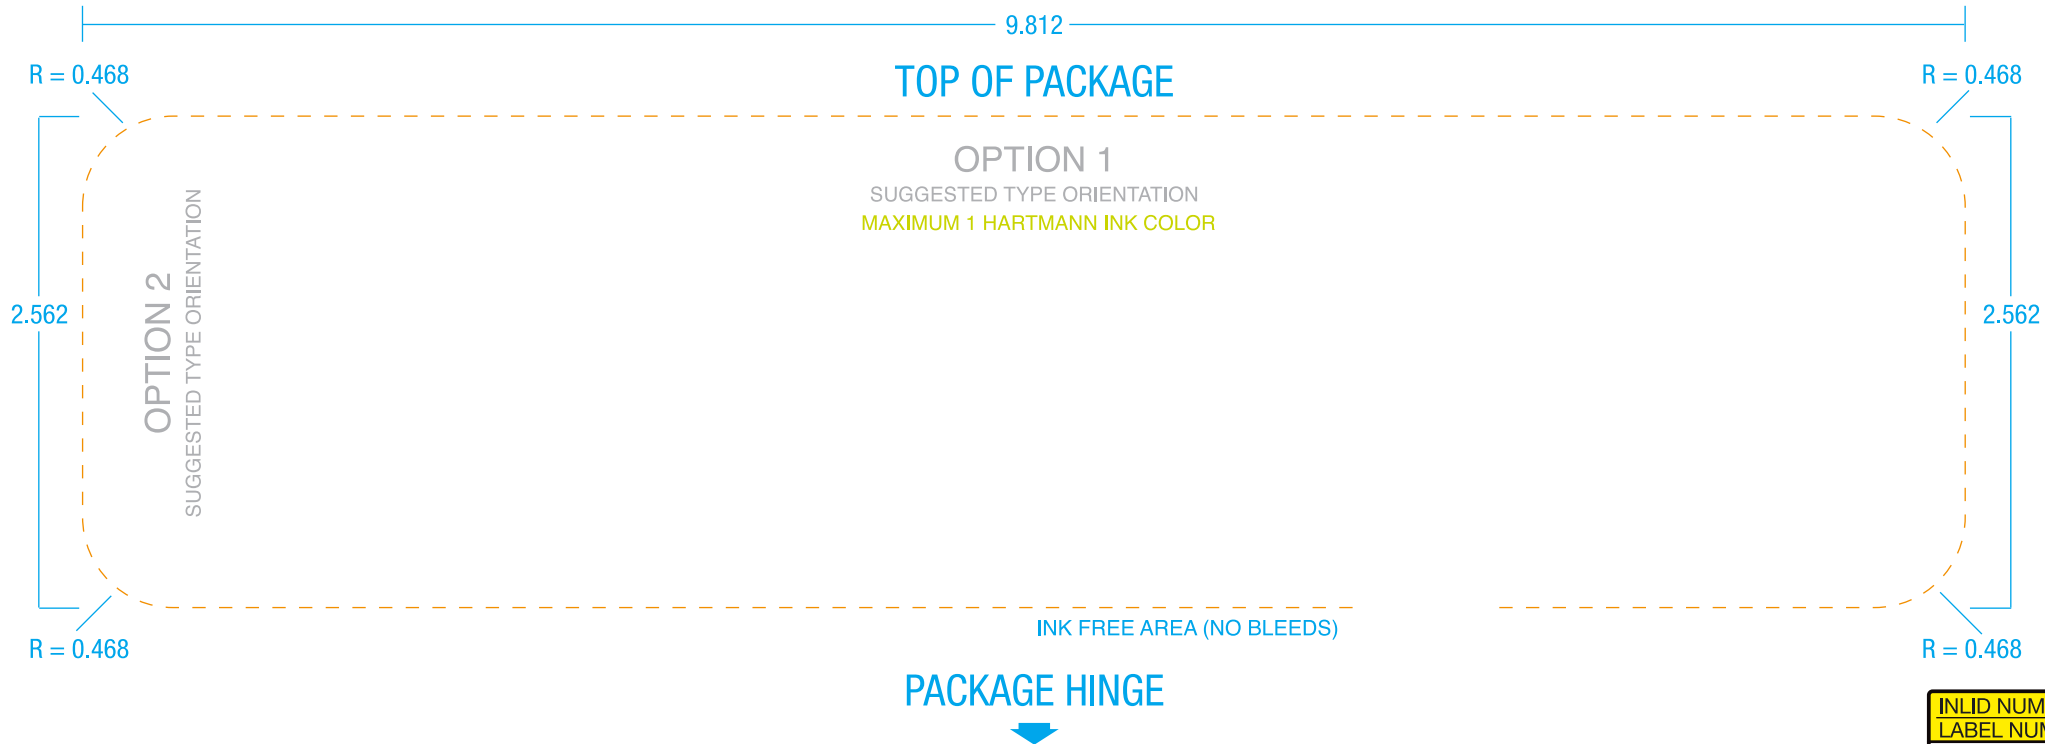 9.812
R = 0.468
R = 0.468
TOP OF PACKAGE
OPTION 1
SUGGESTED TYPE ORIENTATION
MAXIMUM 1 HARTMANN INK COLOR
OPTION 2
SUGGESTED TYPE ORIENTATION
2.562
2.562
INK FREE AREA (NO BLEEDS)
R = 0.468
R = 0.468
PACKAGE HINGE
INLID
LABEL